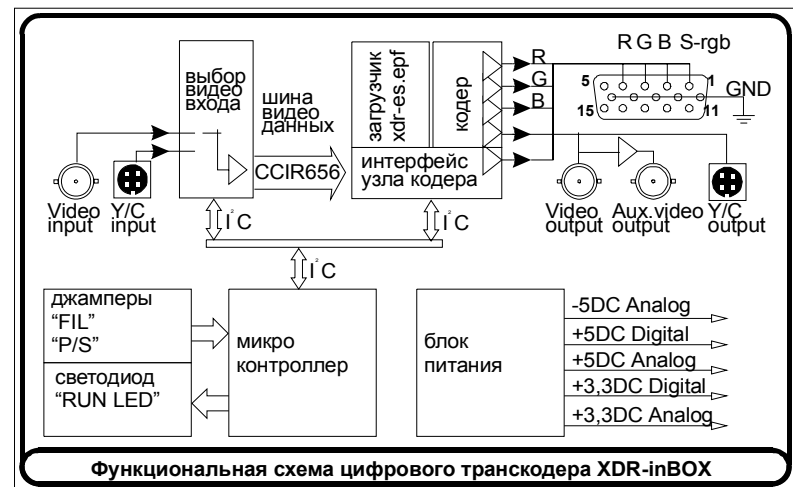 выбор
видео
входа
шина
видео
данных
CCIR656
загрузчик
xdr-es.epf
кодер
интерфейс
узла кодера
R
G
B
R G B S-rgb
5
1
15
11
GND
Video
input
Y/C
input
Video
output
Aux.video
output
Y/C
output
I²C
I²C
I²C
джамперы
“FIL”
“P/S”
светодиод
“RUN LED”
микро
контроллер
блок
питания
-5DC Analog
+5DC Digital
+5DC Analog
+3,3DC Digital
+3,3DC Analog
Функциональная схема цифрового транскодера XDR-inBOX